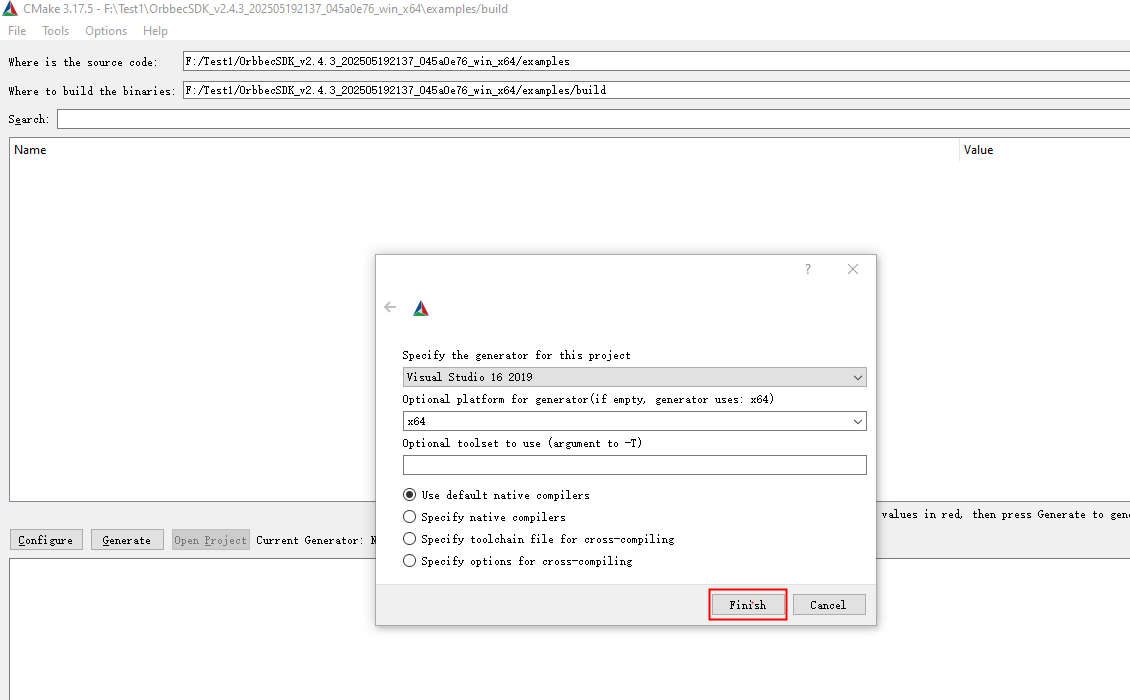 CMake 3.17.5 - F:\Test1\OrbbecSDK_v2.4.3_202505192137_045a0e76_win_x64\examples\build
File Tools Options Help
Where is the source code: F:/Test1/OrbbecSDK_v2.4.3_202505192137_045a0e76_win_x64/examples
Where to build the binaries: F:/Test1/OrbbecSDK_v2.4.3_202505192137_045a0e76_win_x64/examples/build
Search:
Name Value
?
Specify the generator for this project
Visual Studio 16 2019
Optional platform for generator(if empty, generator uses: x64)
x64
Optional toolset to use (argument to -T)
Use default native compilers
Specify native compilers
Specify toolchain file for cross-compiling
Specify options for cross-compiling
Finish Cancel
values in red, then press Generate to
Configure Generate Open Project Current Generator: